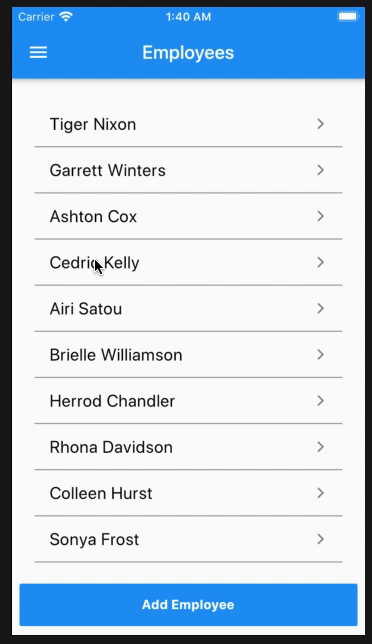 Carrier 1:40 AM
Employees
Tiger Nixon
Garrett Winters
Ashton Cox
Cedric Kelly
Airi Satou
Brielle Williamson
Herrod Chandler
Rhona Davidson
Colleen Hurst
Sonya Frost
Add Employee